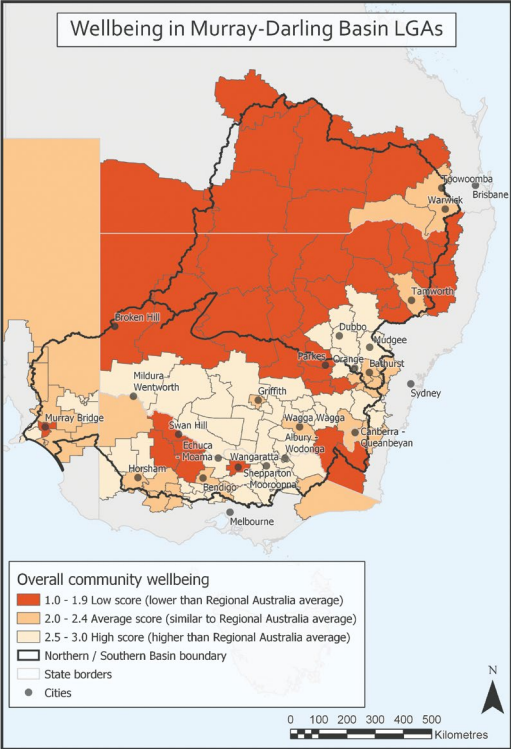 Wellbeing in Murray-Darling Basin LGAs
Toowoomba
Brisbane
Warwick
Tamworth
Broken Hill
Dubbo
Mudgee
Parkes
Orange
Bathurst
Mildura -
Wentworth
Sydney
Griffith
Murray Bridge
Swan Hill
Wagga Wagga
Canberra -
Queanbeyan
Echuca
- Moama
Albury -
Wodonga
Wangaratta
Horsham
Shepparton
Mooroopna
Bendigo
Melbourne
Overall community wellbeing
1.0 - 1.9 Low score (lower than Regional Australia average)
2.0 - 2.4 Average score (similar to Regional Australia average)
2.5 - 3.0 High score (higher than Regional Australia average)
Northern / Southern Basin boundary
State borders
Cities
N
0 100 200 300 400 500
Kilometres